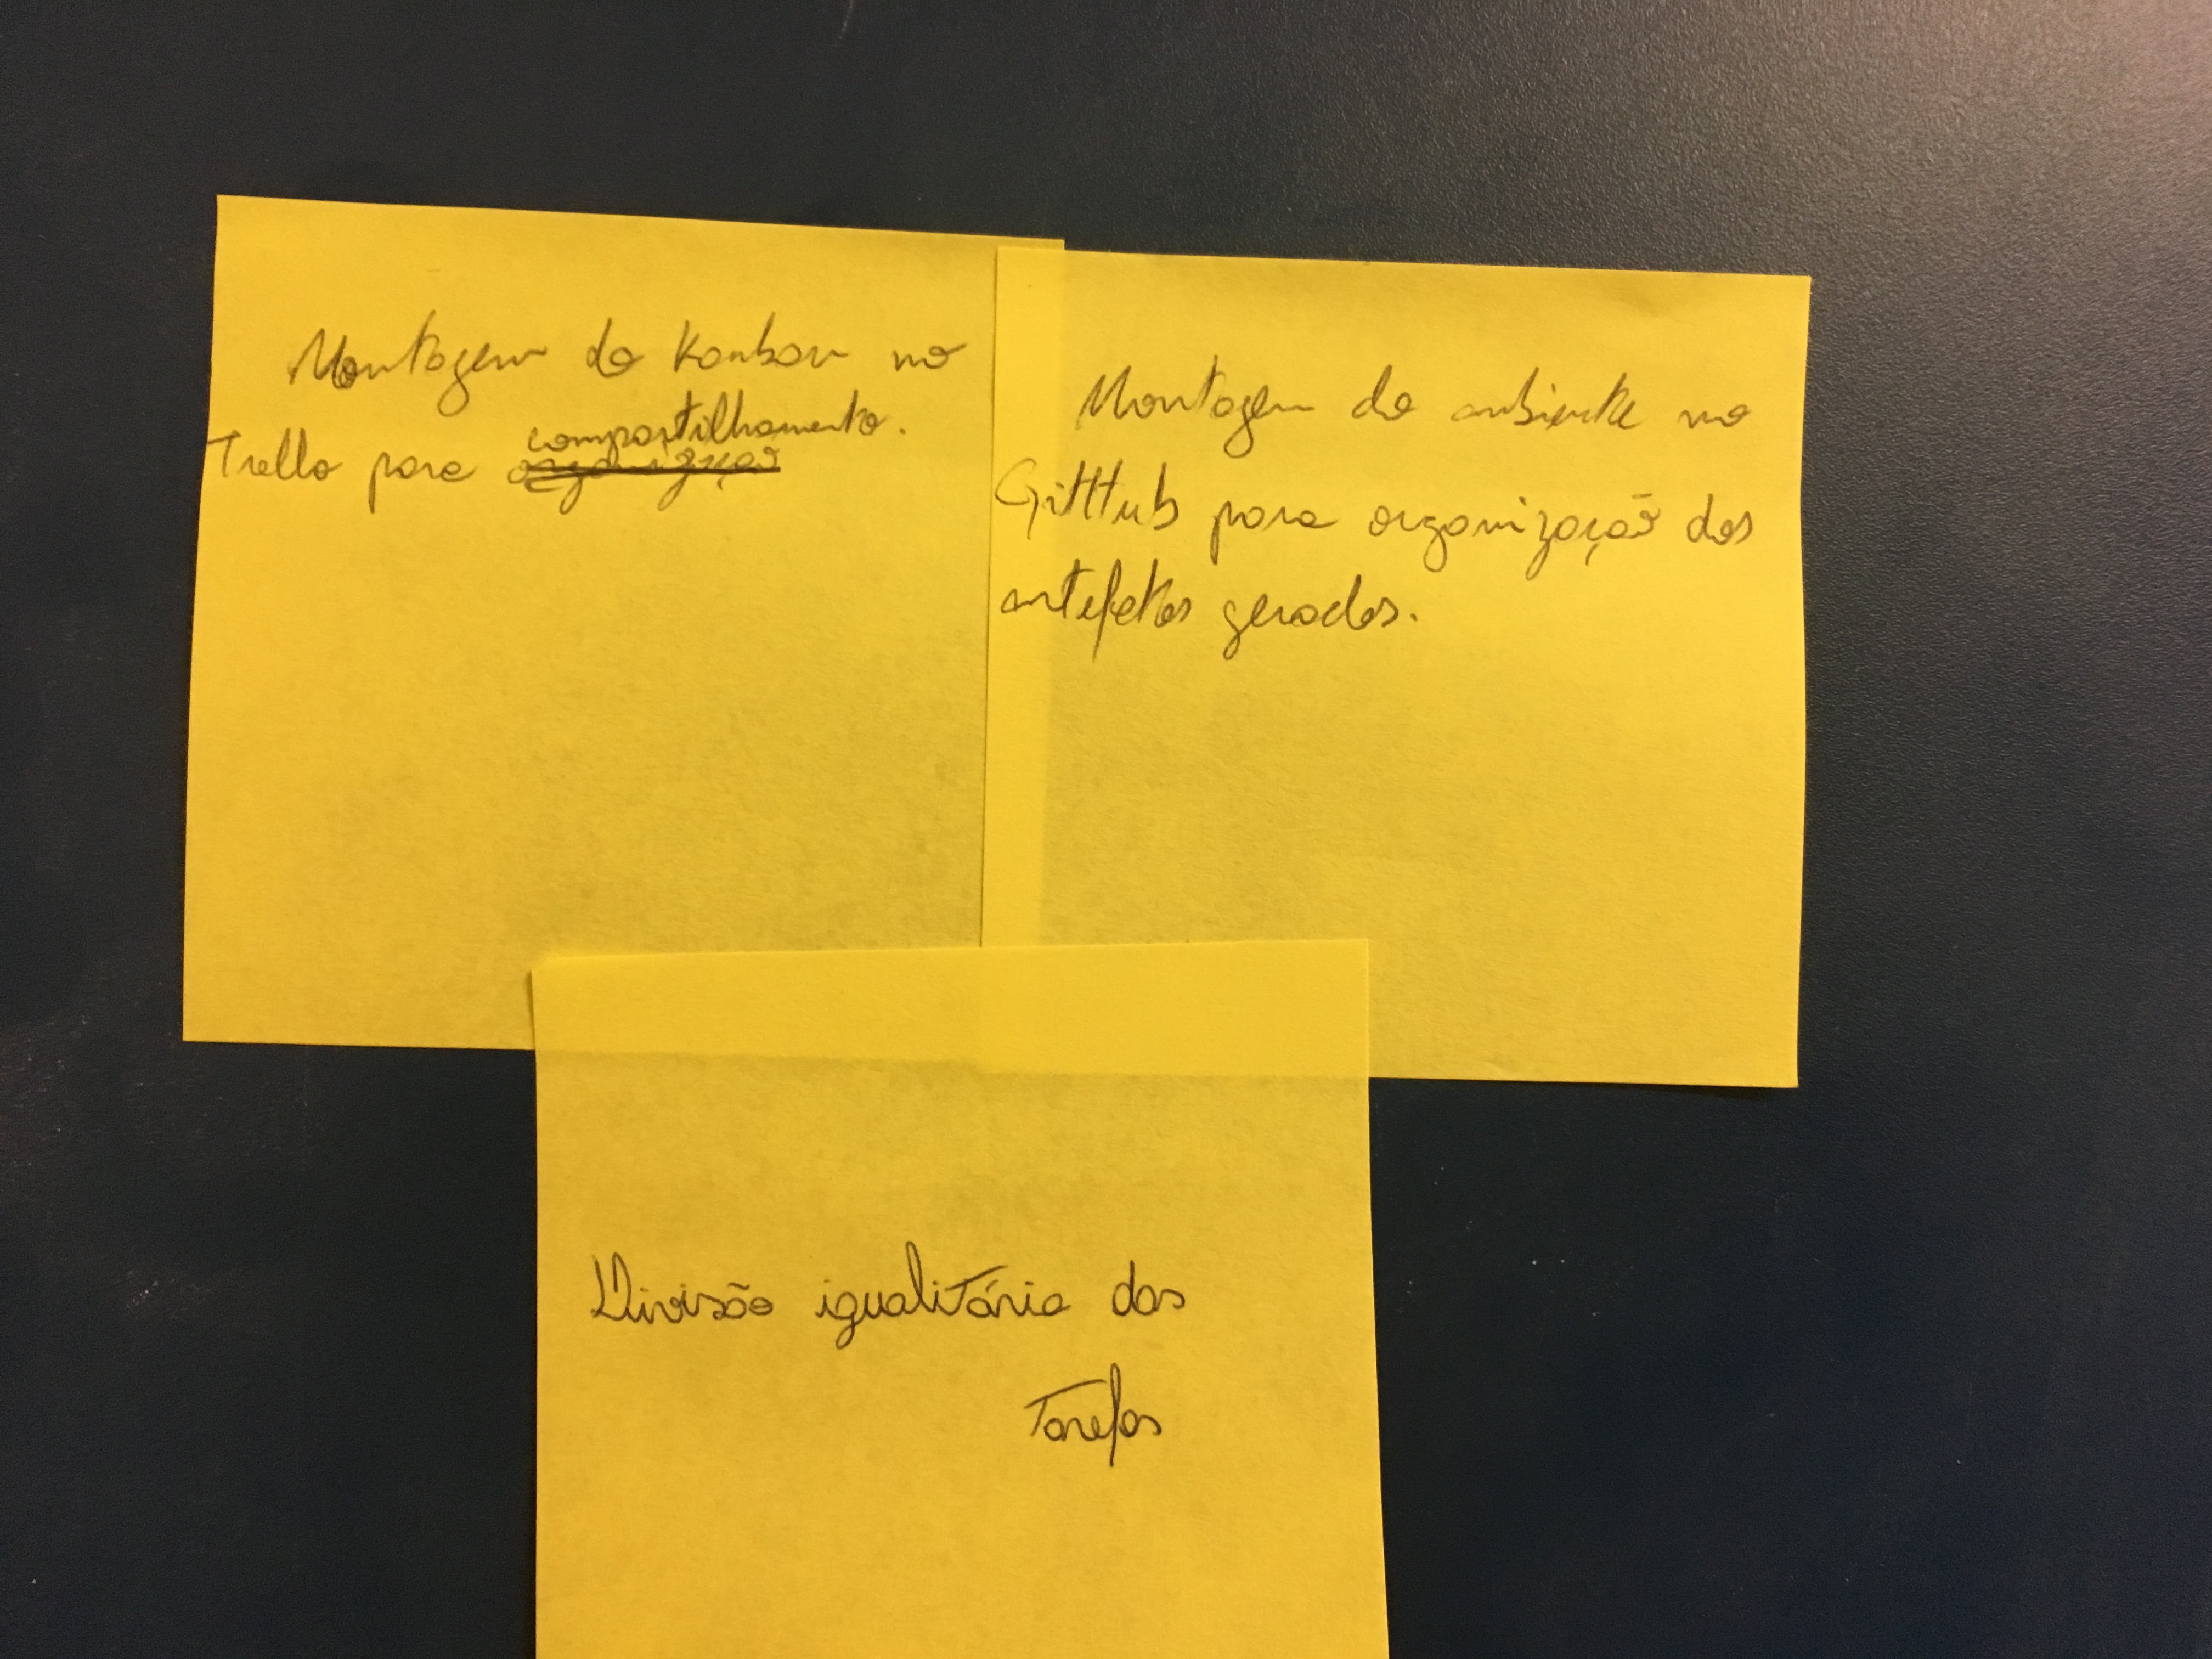 Montagem do Kanban no
Trello para organização compartilhamento.
Montagem do ambiente no
GitHub para organização dos
artefatos gerados.
Divisão igualitária das
Tarefas